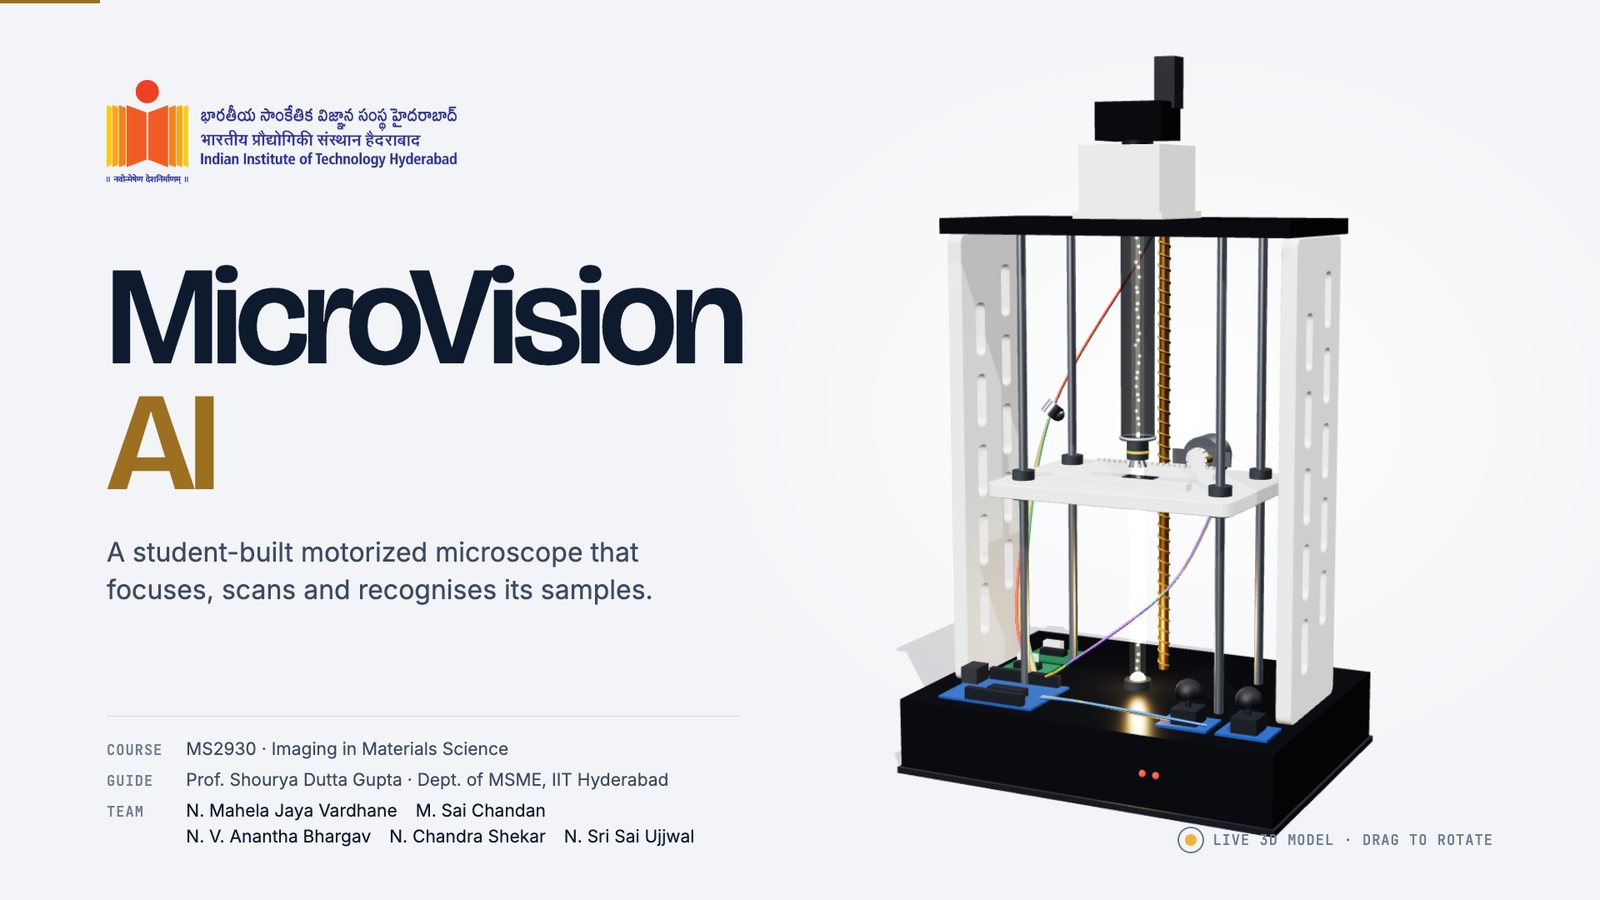 భారతీయ సాంకేతిక విజ్ఞాన సంస్థ హైదరాబాద్
भारतीय प्रौद्योगिकी संस्थान हैदराबाद
Indian Institute of Technology Hyderabad
॥ नवोन्मेषेण देशनिर्माणम् ॥
MicroVision
AI
A student-built motorized microscope that
focuses, scans and recognises its samples.
COURSE MS2930 · Imaging in Materials Science
GUIDE Prof. Shourya Dutta Gupta · Dept. of MSME, IIT Hyderabad
TEAM N. Mahela Jaya Vardhane M. Sai Chandan
N. V. Anantha Bhargav N. Chandra Shekar N. Sri Sai Ujjwal
LIVE 3D MODEL · DRAG TO ROTATE